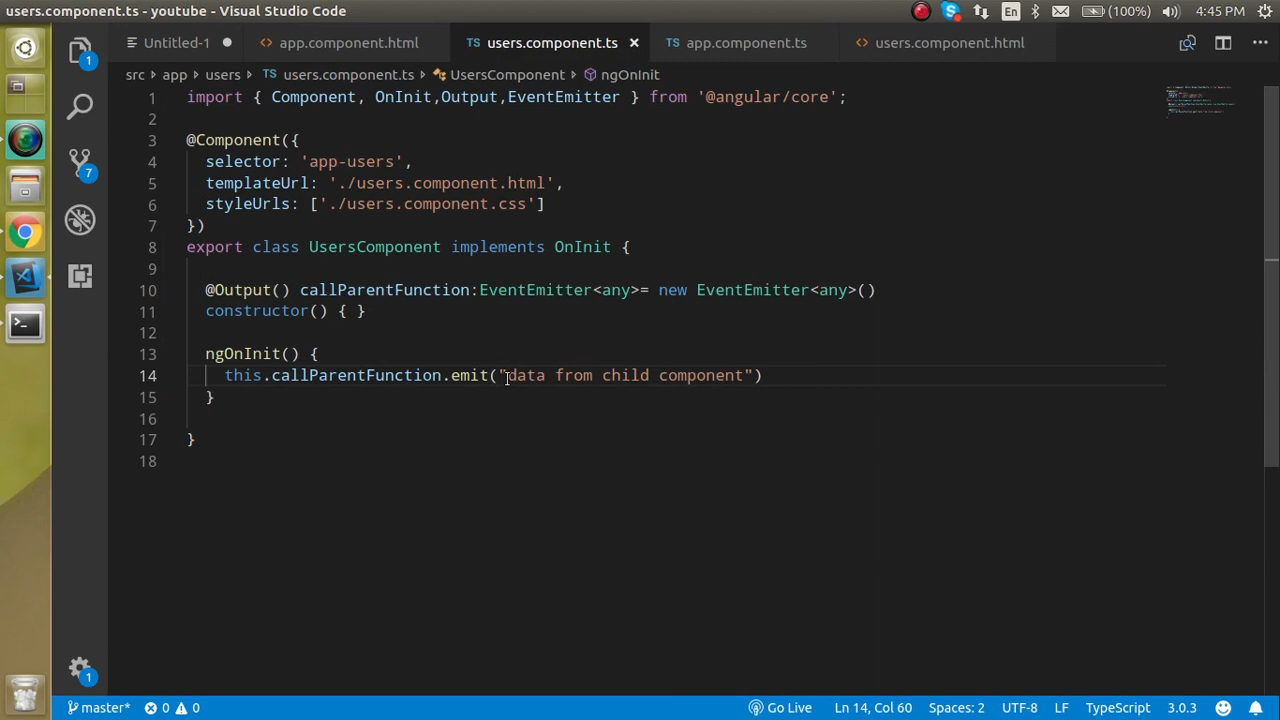 users.component.ts - youtube - Visual Studio Code
En
(100%)
4:45 PM
Untitled-1
app.component.html
TS users.component.ts
TS app.component.ts
users.component.html
src app users TS users.component.ts UsersComponent ngOnInit
1 import { Component, OnInit,Output,EventEmitter } from '@angular/core';
2
3 @Component({
4 selector: 'app-users',
5 templateUrl: './users.component.html',
6 styleUrls: ['./users.component.css']
7 })
8 export class UsersComponent implements OnInit {
9
10 @Output() callParentFunction:EventEmitter<any>= new EventEmitter<any>()
11 constructor() { }
12
13 ngOnInit() {
14 this.callParentFunction.emit("data from child component")
15 }
16
17 }
18
1
7
1
master* 0 0
Go Live Ln 14, Col 60 Spaces: 2 UTF-8 LF TypeScript 3.0.3